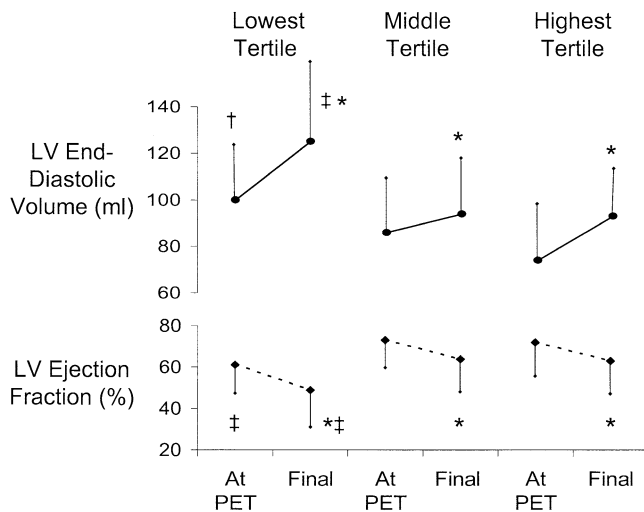 Lowest Tertile
Middle Tertile
Highest Tertile
LV End-
Diastolic
Volume (ml)
140
120
100
80
60
†
‡ *
*
*
LV Ejection
Fraction (%)
80
60
40
20
‡
*‡
*
*
At PET
Final
At PET
Final
At PET
Final